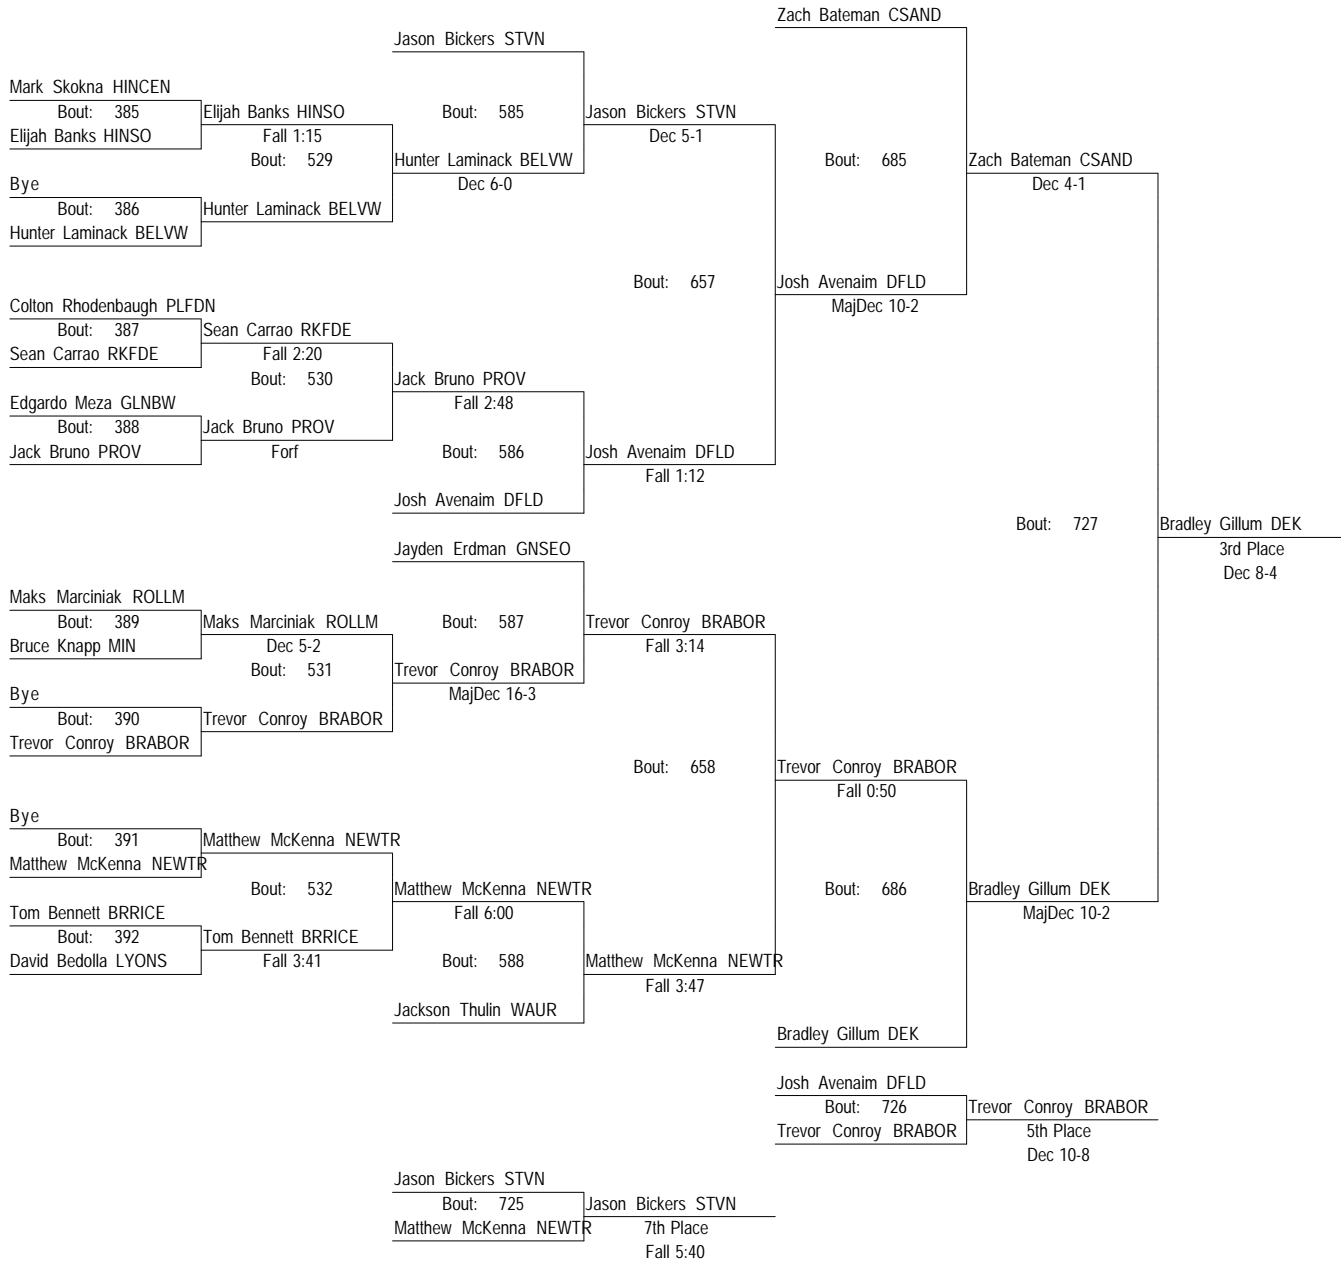 Zach Bateman CSAND
Jason Bickers STVN
Mark Skokna HINCEN
Bout: 385
Elijah Banks HINSO
Elijah Banks HINSO
Fall 1:15
Bout: 529
Bout: 585
Jason Bickers STVN
Dec 5-1
Hunter Laminack BELVW
Dec 6-0
Bout: 685
Zach Bateman CSAND
Dec 4-1
Bye
Bout: 386
Hunter Laminack BELVW
Hunter Laminack BELVW
Bout: 657
Josh Avenaim DFLD
MajDec 10-2
Colton Rhodenbaugh PLFDN
Bout: 387
Sean Carrao RKFDE
Sean Carrao RKFDE
Fall 2:20
Bout: 530
Jack Bruno PROV
Fall 2:48
Edgardo Meza GLNBW
Bout: 388
Jack Bruno PROV
Jack Bruno PROV
Forf
Bout: 586
Josh Avenaim DFLD
Fall 1:12
Josh Avenaim DFLD
Bout: 727
Bradley Gillum DEK
3rd Place
Dec 8-4
Jayden Erdman GNSEO
Maks Marciniak ROLLM
Bout: 389
Bruce Knapp MIN
Maks Marciniak ROLLM
Dec 5-2
Bout: 531
Bout: 587
Trevor Conroy BRABOR
Fall 3:14
Trevor Conroy BRABOR
MajDec 16-3
Bye
Bout: 390
Trevor Conroy BRABOR
Trevor Conroy BRABOR
Bout: 658
Trevor Conroy BRABOR
Fall 0:50
Bye
Bout: 391
Matthew McKenna NEWTR
Matthew McKenna NEWTR
Bout: 532
Matthew McKenna NEWTR
Fall 6:00
Bout: 686
Bradley Gillum DEK
MajDec 10-2
Tom Bennett BRRICE
Bout: 392
David Bedolla LYONS
Tom Bennett BRRICE
Fall 3:41
Bout: 588
Matthew McKenna NEWTR
Fall 3:47
Jackson Thulin WAUR
Bradley Gillum DEK
Josh Avenaim DFLD
Bout: 726
Trevor Conroy BRABOR
Trevor Conroy BRABOR
5th Place
Dec 10-8
Jason Bickers STVN
Bout: 725
Matthew McKenna NEWTR
Jason Bickers STVN
7th Place
Fall 5:40